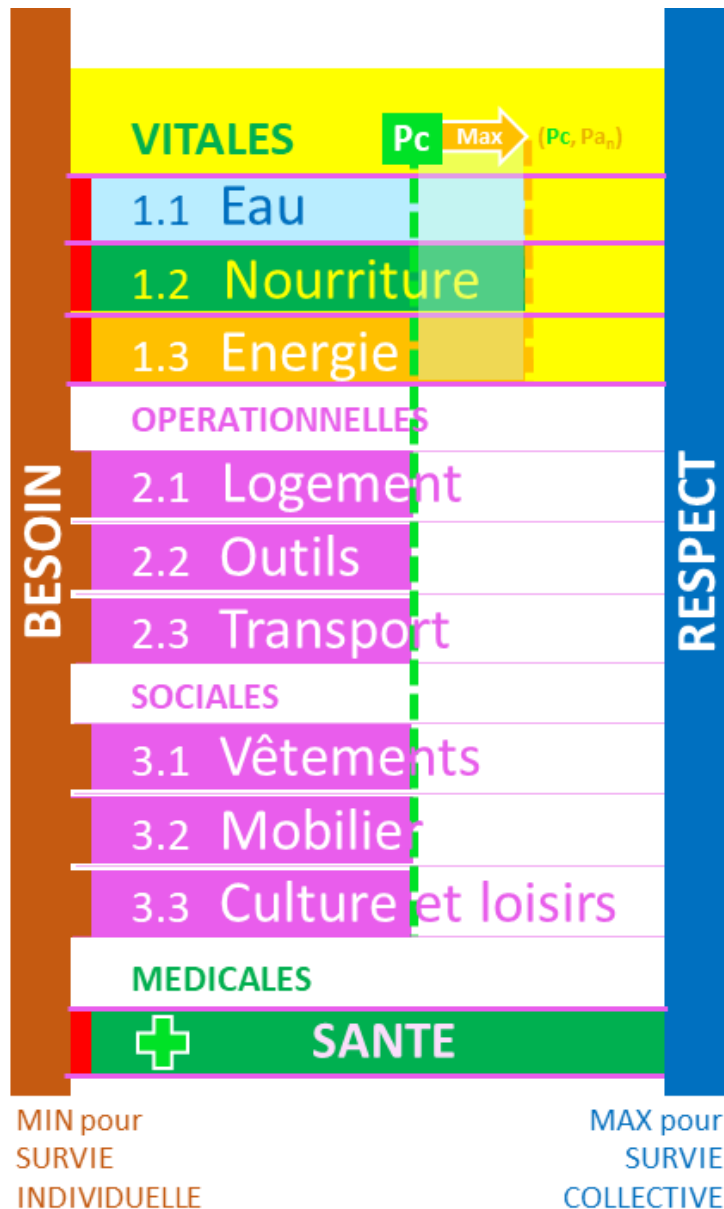 VITALES
Pc
Max
(Pc, Pan)
1.1 Eau
1.2 Nourriture
1.3 Energie
OPERATIONNELLES
2.1 Logement
2.2 Outils
2.3 Transport
SOCIALES
3.1 Vêtements
3.2 Mobilier
3.3 Culture et loisirs
MEDICALES
SANTE
BESOIN
RESPECT
MIN pour
SURVIE
INDIVIDUELLE
MAX pour
SURVIE
COLLECTIVE